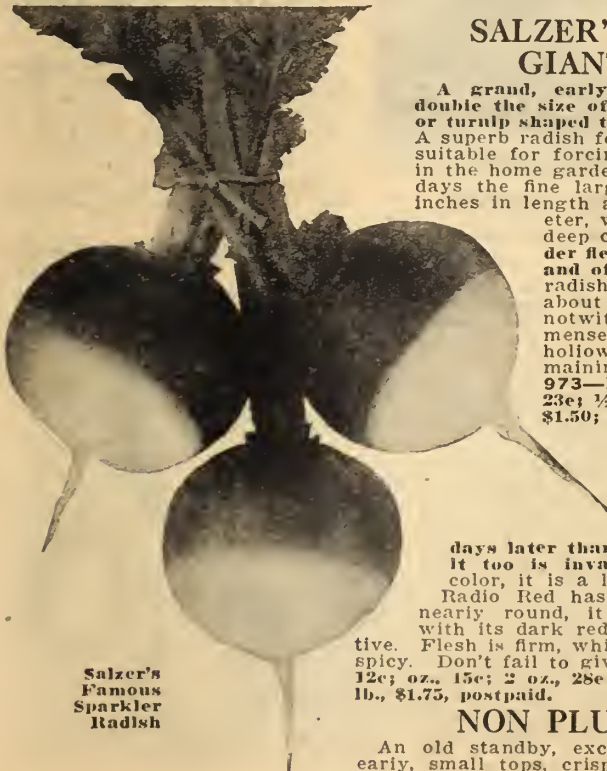 SALZER'
GIAN
A grand, early
double the size of
or turnip shaped t
A superb radish f
suitable for forcin
in the home garde
days the fine larg
inches in length a
eter, v
deep c
der fle
and of
radish
about
notwit
mense
hollow
mainin
973—
23c; ½
$1.50;
days later than
It too is inva
color, it is a l
Radio Red has
nearly round, it
with its dark red
tive. Flesh is firm, whi
spicy. Don't fail to giv
12c; oz., 15c; 2 oz., 28c
lb., $1.75, postpaid.
Salzer's
Famous
Sparkler
Radish
NON PLU
An old standby, exc
early, small tops, crisp